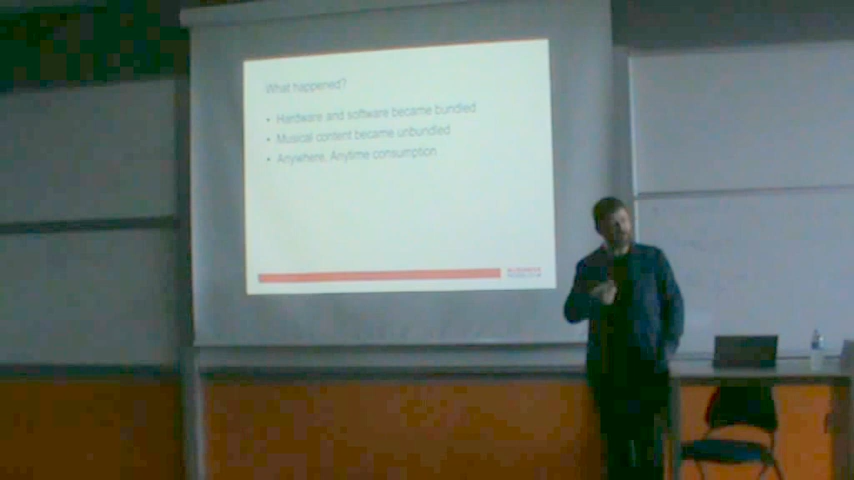 What happened?
• Hardware and software became bundled
• Musical content became unbundled
• Anywhere, Anytime consumption